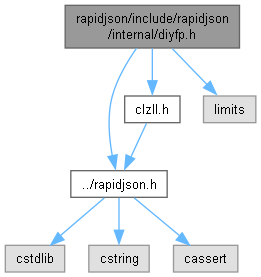 rapidjson/include/rapidjson
/internal/diyfp.h
clzll.h
limits
../rapidjson.h
cstdlib
cstring
cassert